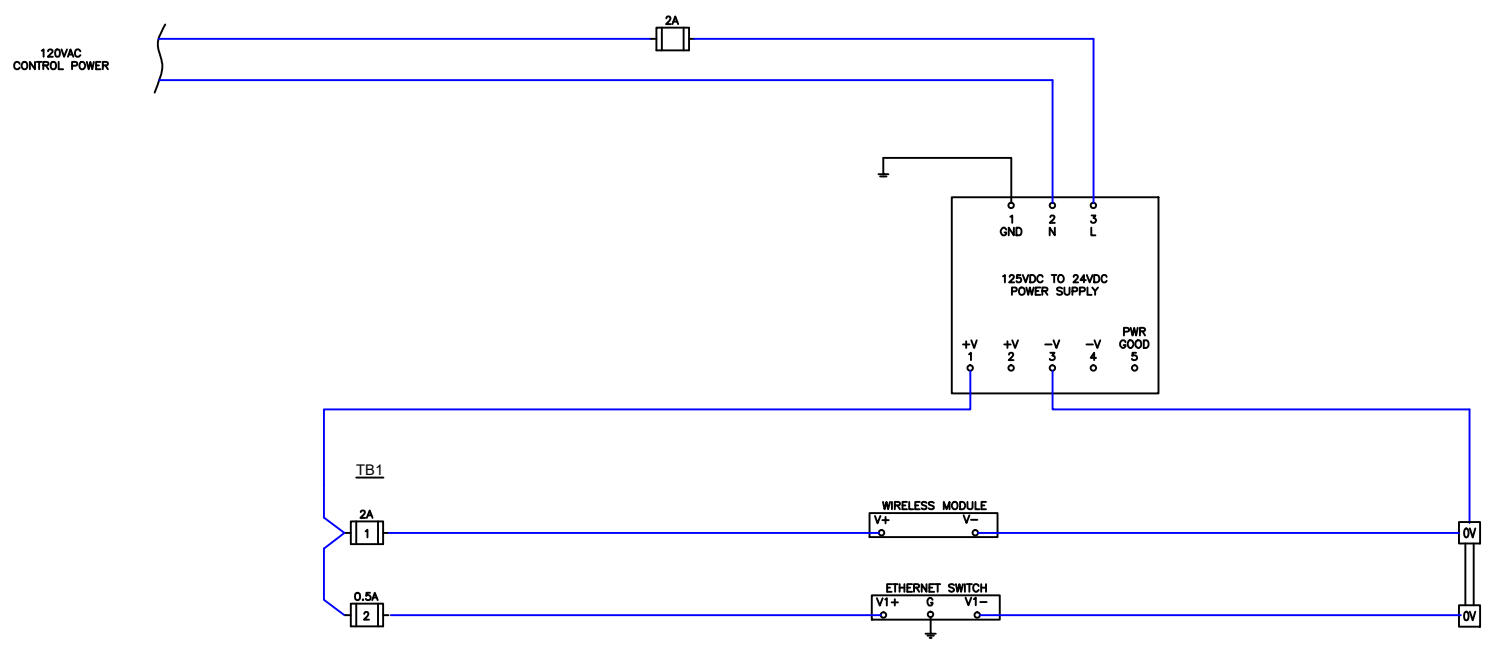 2A
120VAC
CONTROL POWER
1 2 3
GND N L
125VDC TO 24VDC
POWER SUPPLY
PWR
+V +V -V -V GOOD
1 2 3 4 5
TB1
2A
1
WIRELESS MODULE
V+ V-
0V
0.5A
2
ETHERNET SWITCH
V1+ G V1-
0V